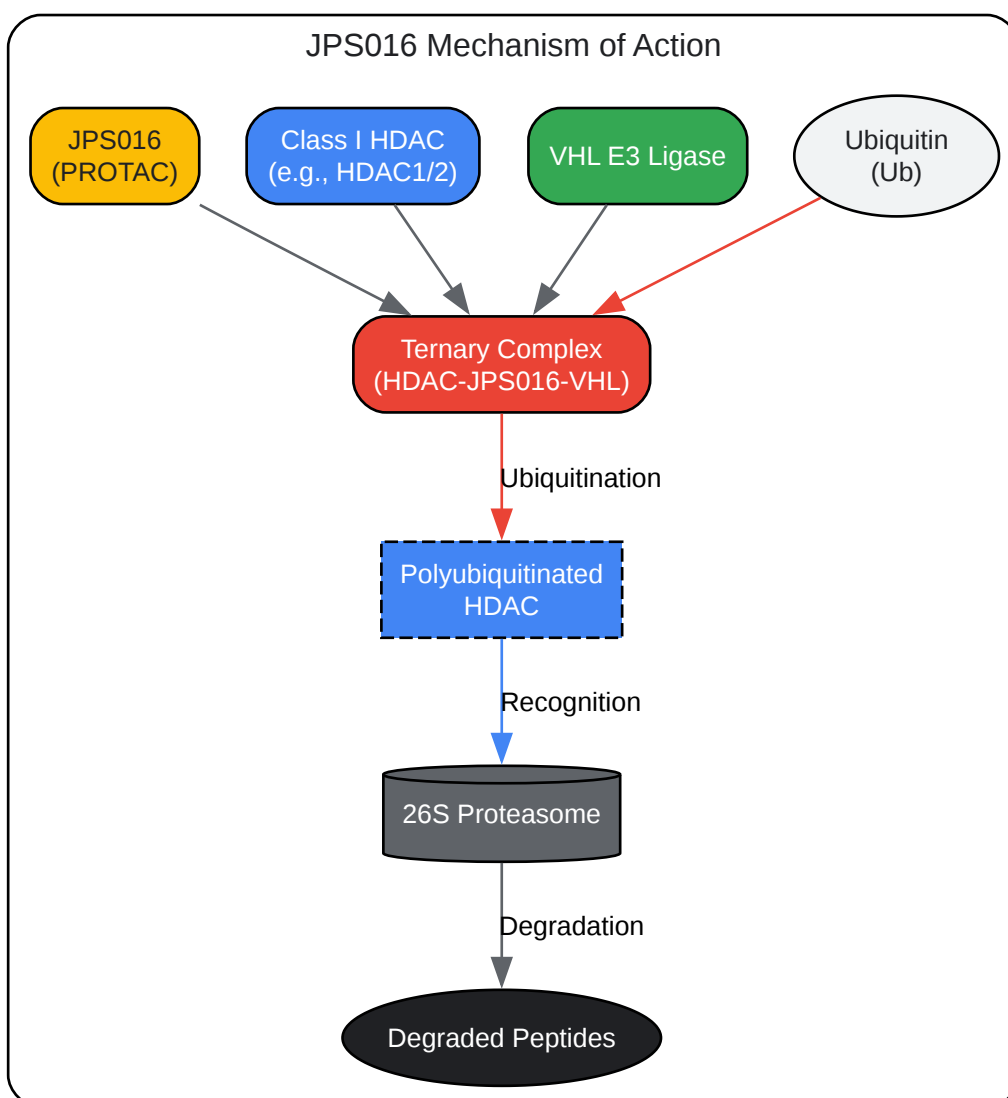 JPS016 Mechanism of Action
JPS016
(PROTAC)
Class I HDAC
(e.g., HDAC1/2)
VHL E3 Ligase
Ubiquitin
(Ub)
Ternary Complex
(HDAC-JPS016-VHL)
Ubiquitination
Polyubiquitinated
HDAC
Recognition
26S Proteasome
Degradation
Degraded Peptides